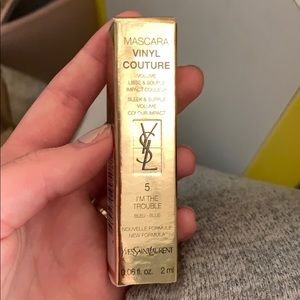 MASCARA
VINYL
COUTURE
VOLUME
LISSE & SOUPLE
IMPACT COULEUR
SLEEK & SUPPLE
VOLUME
COLOUR IMPACT
YSL
5
I'M THE
TROUBLE
BLEU - BLUE
NOUVELLE FORMULE
NEW FORMULA
YVESSAINTLAURENT
0.06 fl. oz. 2 ml